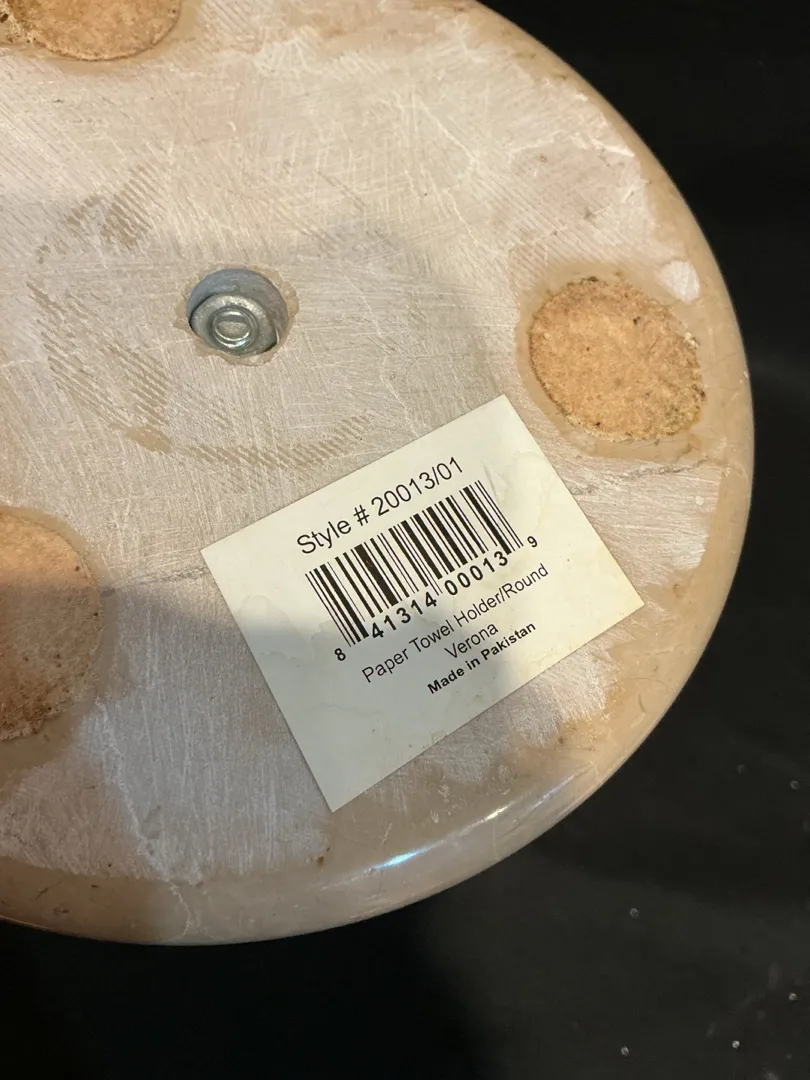 Style # 20013/01
8 41314 00013 9
Paper Towel Holder/Round
Verona
Made in Pakistan